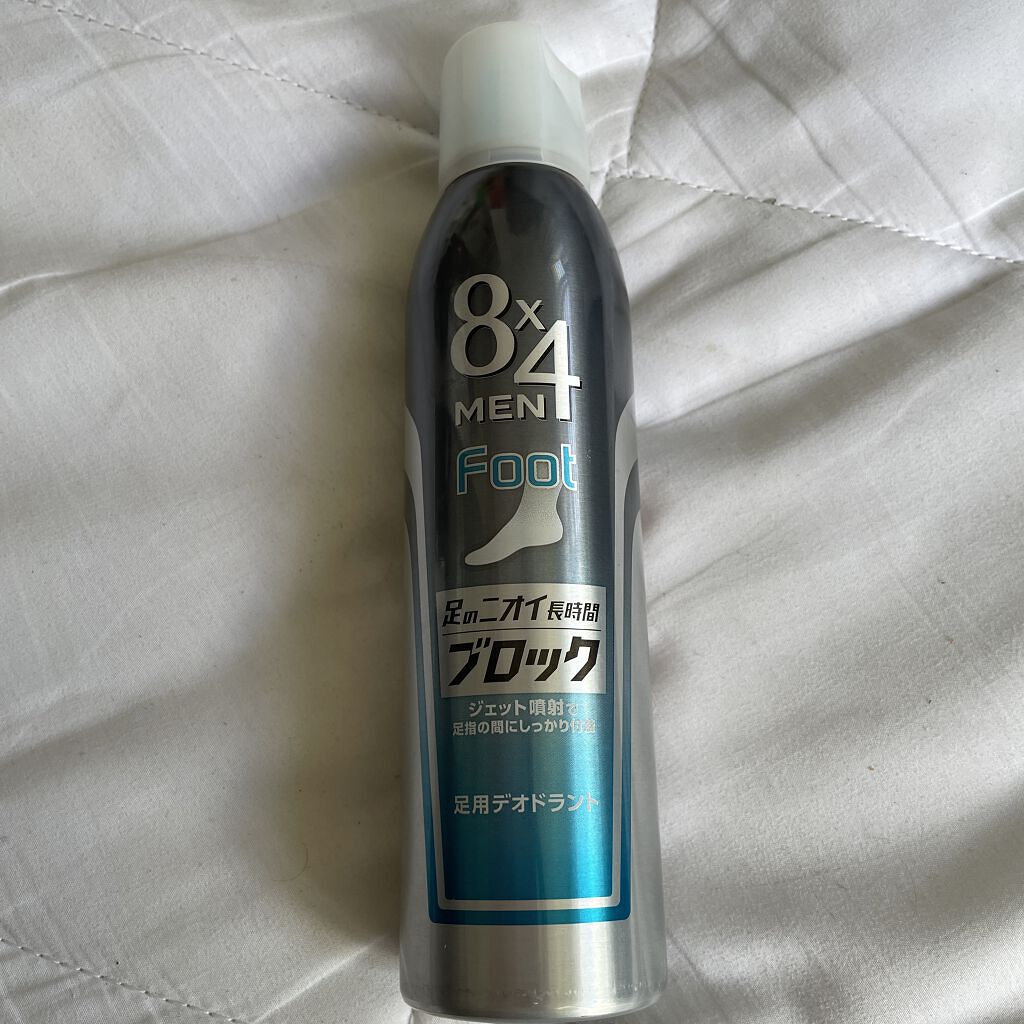 8x4
MEN
Foot
足のニオイ長時間
ブロック
ジェット噴射で
足指の間にしっかり付着
足用デオドラント